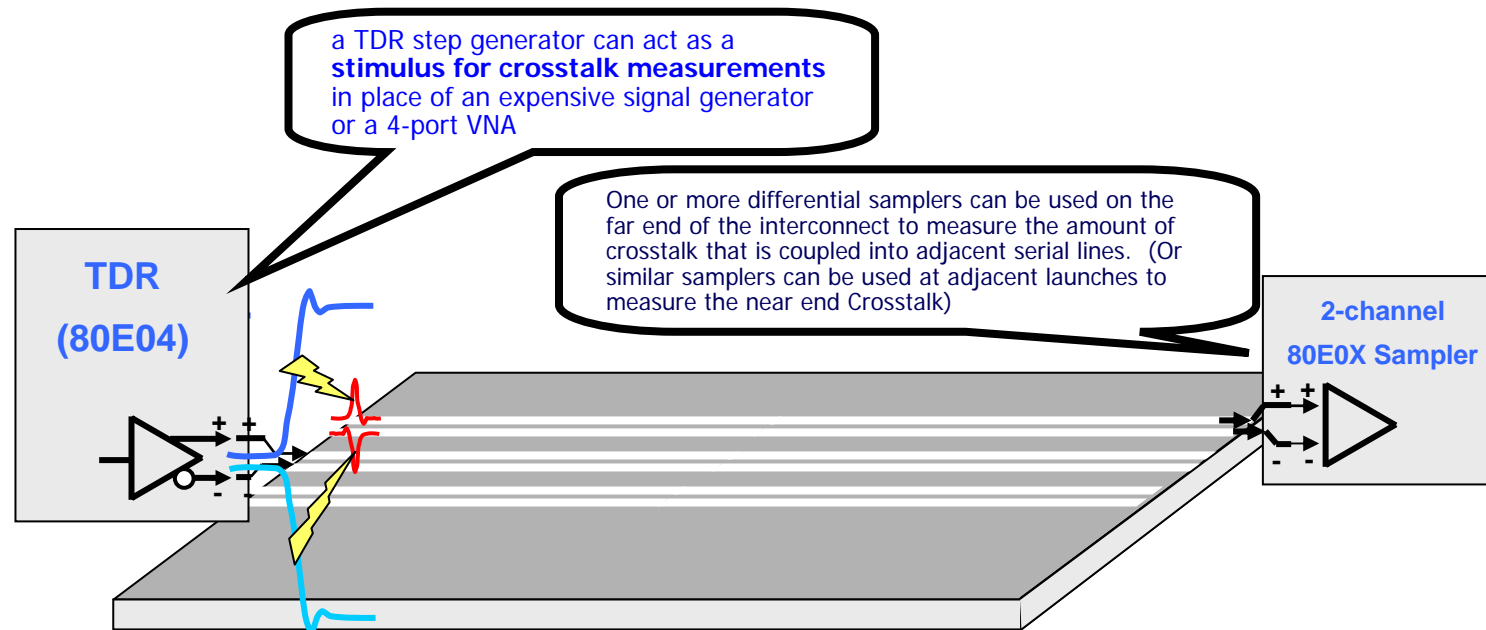 a TDR step generator can act as a
stimulus for crosstalk measurements
in place of an expensive signal generator
or a 4-port VNA
One or more differential samplers can be used on the
far end of the interconnect to measure the amount of
crosstalk that is coupled into adjacent serial lines. (Or
similar samplers can be used at adjacent launches to
measure the near end Crosstalk)
TDR
(80E04)
2-channel
80E0X Sampler
+ +
- -
+ +
- -